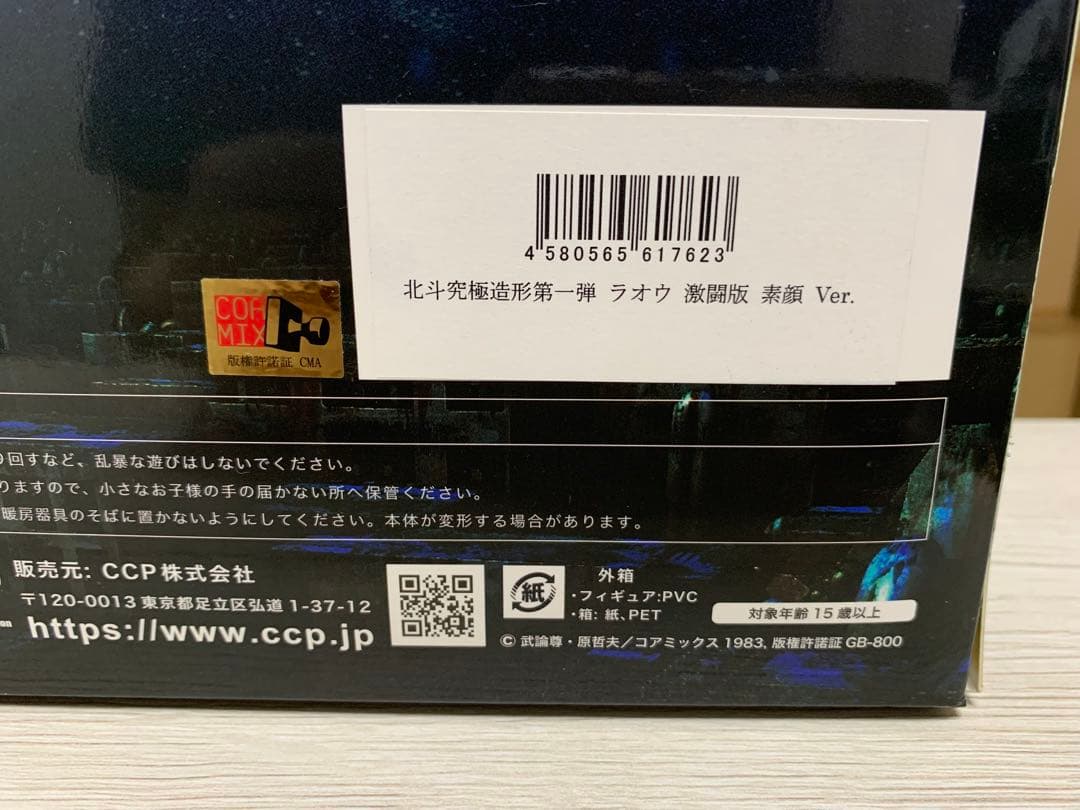 4 580565 617623
北斗究極造形第一弾 ラオウ 激闘版 素顔 Ver.
COR
MIX
版権許諾証 CMA
回すなど、乱暴な遊びはしないでください。
りますので、小さなお子様の手の届かない所へ保管ください。
暖房器具のそばに置かないようにしてください。本体が変形する場合があります。
販売元: CCP株式会社
〒120-0013 東京都足立区弘道 1-37-12
on https://www.ccp.jp
紙
外箱
・フィギュア:PVC
・箱: 紙、PET
対象年齢 15 歳以上
© 武論尊・原哲夫／コアミックス 1983, 版権許諾証 GB-800